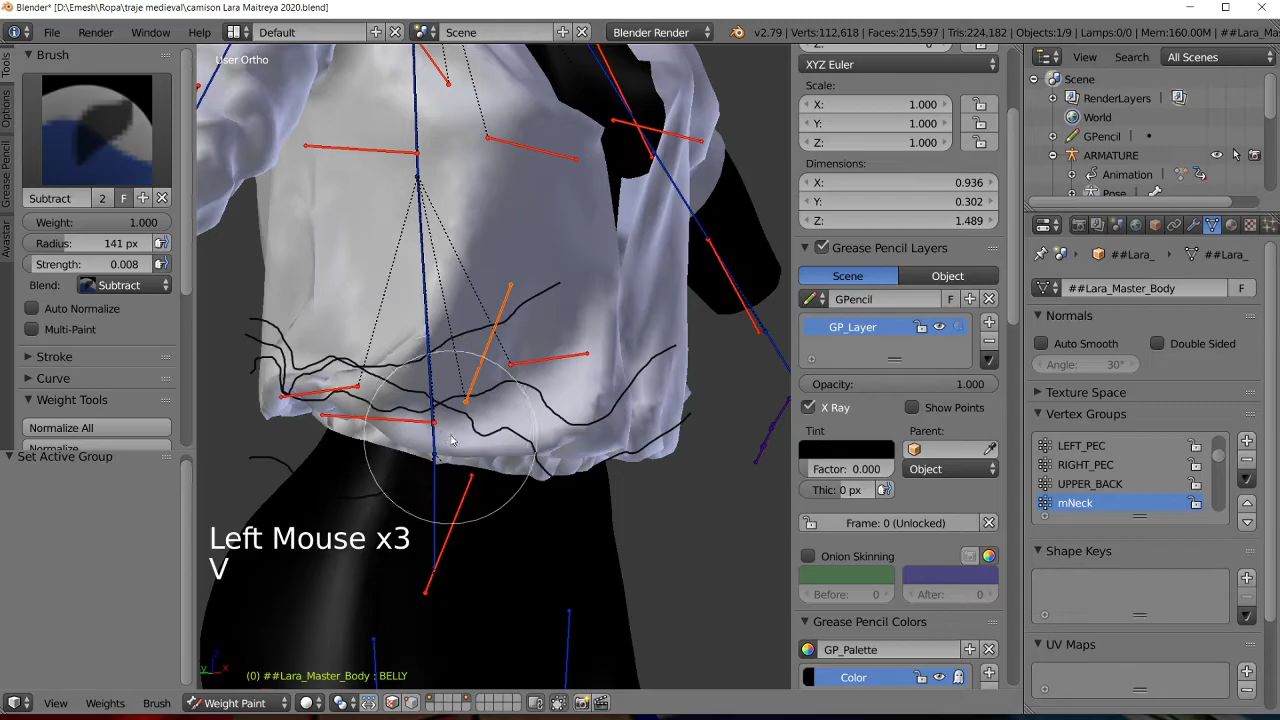 Blender* [D:\Emesh\Ropa\traje medieval\camison Lara Maitreya 2020.blend]
File Render Window Help Default Scene Blender Render v2.79 | Verts:112,618 | Faces:215,597 | Tris:224,182 | Objects:1/9 | Lamps:0/0 | Mem:160.00M | ##Lara_M
Tools
Options
Grease Pencil
Avastar
Brush
Subtract 2 F
Weight: 1.000
Radius: 141 px
Strength: 0.008
Blend: Subtract
Auto Normalize
Multi-Paint
Stroke
Curve
Weight Tools
Normalize All
Set Active Group
User Ortho
Left Mouse x3
V
(0) ##Lara_Master_Body : BELLY
View Weights Brush Weight Paint
XYZ Euler
Scale:
X: 1.000
Y: 1.000
Z: 1.000
Dimensions:
X: 0.936
Y: 0.302
Z: 1.489
Grease Pencil Layers
Scene Object
GPencil F
GP_Layer
Opacity: 1.000
X Ray Show Points
Tint Parent:
Factor: 0.000 Object
Thic: 0 px
Frame: 0 (Unlocked)
Onion Skinning
Before: 0 After: 0
Grease Pencil Colors
GP_Palette
Color
View Search All Scenes
Scene
RenderLayers
World
GPencil
ARMATURE
Animation
Pose
##Lara_ ##Lara_
##Lara_Master_Body F
Normals
Auto Smooth Double Sided
Angle: 30°
Texture Space
Vertex Groups
LEFT_PEC
RIGHT_PEC
UPPER_BACK
mNeck
Shape Keys
UV Maps